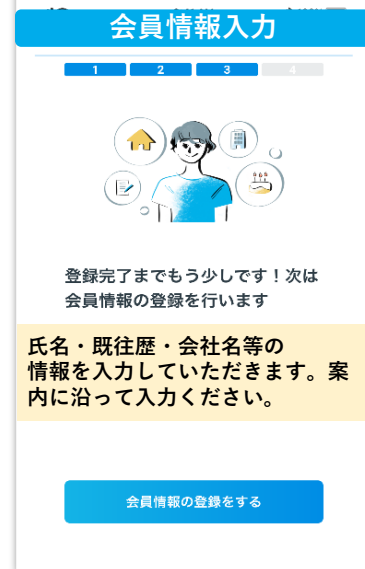 会員情報入力
1 2 3 4
登録完了までもう少しです！次は
会員情報の登録を行います
氏名・既往歴・会社名等の
情報を入力していただきます。案
内に沿って入力ください。
会員情報の登録をする